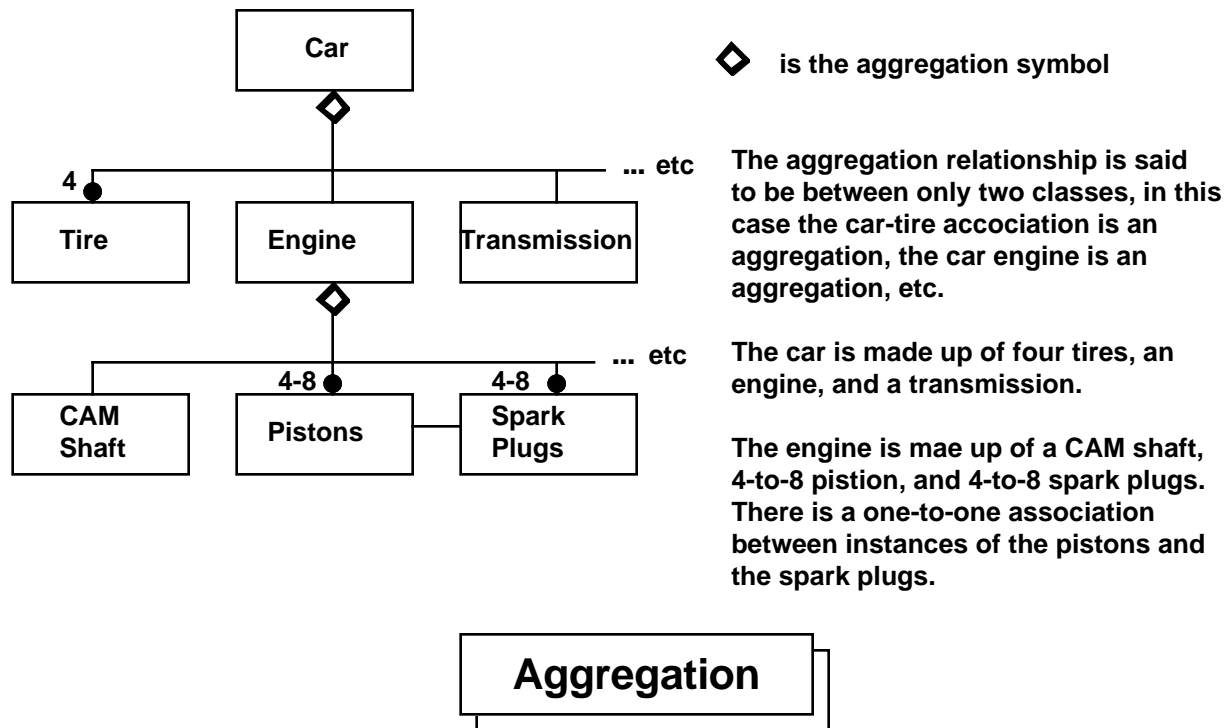 Car
is the aggregation symbol
... etc
4
Tire
Engine
Transmission
The aggregation relationship is said
to be between only two classes, in this
case the car-tire accociation is an
aggregation, the car engine is an
aggregation, etc.
... etc
4-8
4-8
CAM
Shaft
Pistons
Spark
Plugs
The car is made up of four tires, an
engine, and a transmission.
The engine is mae up of a CAM shaft,
4-to-8 pistion, and 4-to-8 spark plugs.
There is a one-to-one association
between instances of the pistons and
the spark plugs.
Aggregation